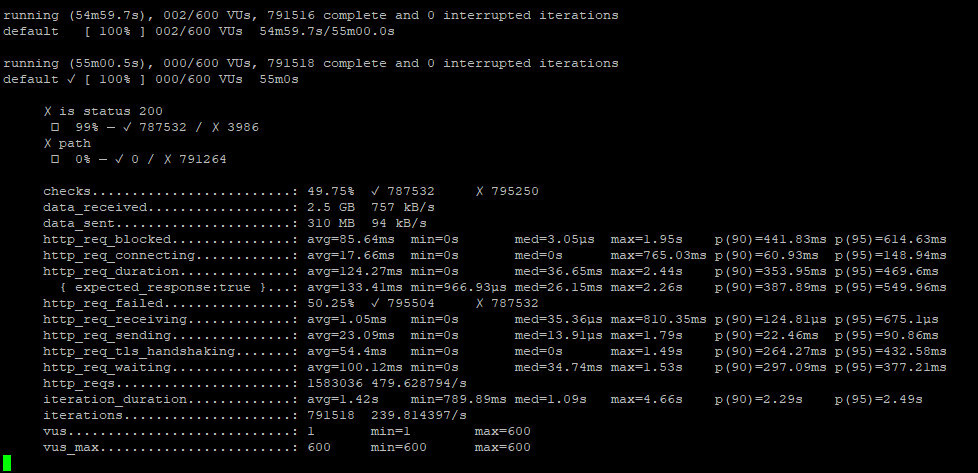 running (54m59.7s), 002/600 VUs, 791516 complete and 0 interrupted iterations
default   [ 100% ] 002/600 VUs  54m59.7s/55m00.0s
running (55m00.5s), 000/600 VUs, 791518 complete and 0 interrupted iterations
default ✓ [ 100% ] 000/600 VUs  55m0s
✗ is status 200
99% — ✓ 787532 / ✗ 3986
✗ path
0% — ✓ 0 / ✗ 791264
checks.........................: 49.75%  ✓ 787532     ✗ 795250
data_received..................: 2.5 GB  757 kB/s
data_sent......................: 310 MB  94 kB/s
http_req_blocked...............: avg=85.64ms  min=0s       med=3.05µs  max=1.95s    p(90)=441.83ms p(95)=614.63ms
http_req_connecting............: avg=17.66ms  min=0s       med=0s      max=765.03ms p(90)=60.93ms  p(95)=148.94ms
http_req_duration..............: avg=124.27ms min=0s       med=36.65ms max=2.44s    p(90)=353.95ms p(95)=469.6ms
{ expected_response:true }...: avg=133.41ms min=966.93µs med=26.15ms max=2.26s    p(90)=387.89ms p(95)=549.96ms
http_req_failed................: 50.25%  ✓ 795504     ✗ 787532
http_req_receiving.............: avg=1.05ms   min=0s       med=35.36µs max=810.35ms p(90)=124.81µs p(95)=675.1µs
http_req_sending...............: avg=23.09ms  min=0s       med=13.91µs max=1.79s    p(90)=22.46ms  p(95)=90.86ms
http_req_tls_handshaking.......: avg=54.4ms   min=0s       med=0s      max=1.49s    p(90)=264.27ms p(95)=432.58ms
http_req_waiting...............: avg=100.12ms min=0s       med=34.74ms max=1.53s    p(90)=297.09ms p(95)=377.21ms
http_reqs......................: 1583036 479.628794/s
iteration_duration.............: avg=1.42s    min=789.89ms med=1.09s   max=4.66s    p(90)=2.29s    p(95)=2.49s
iterations.....................: 791518  239.814397/s
vus............................: 1       min=1        max=600
vus_max........................: 600     min=600      max=600